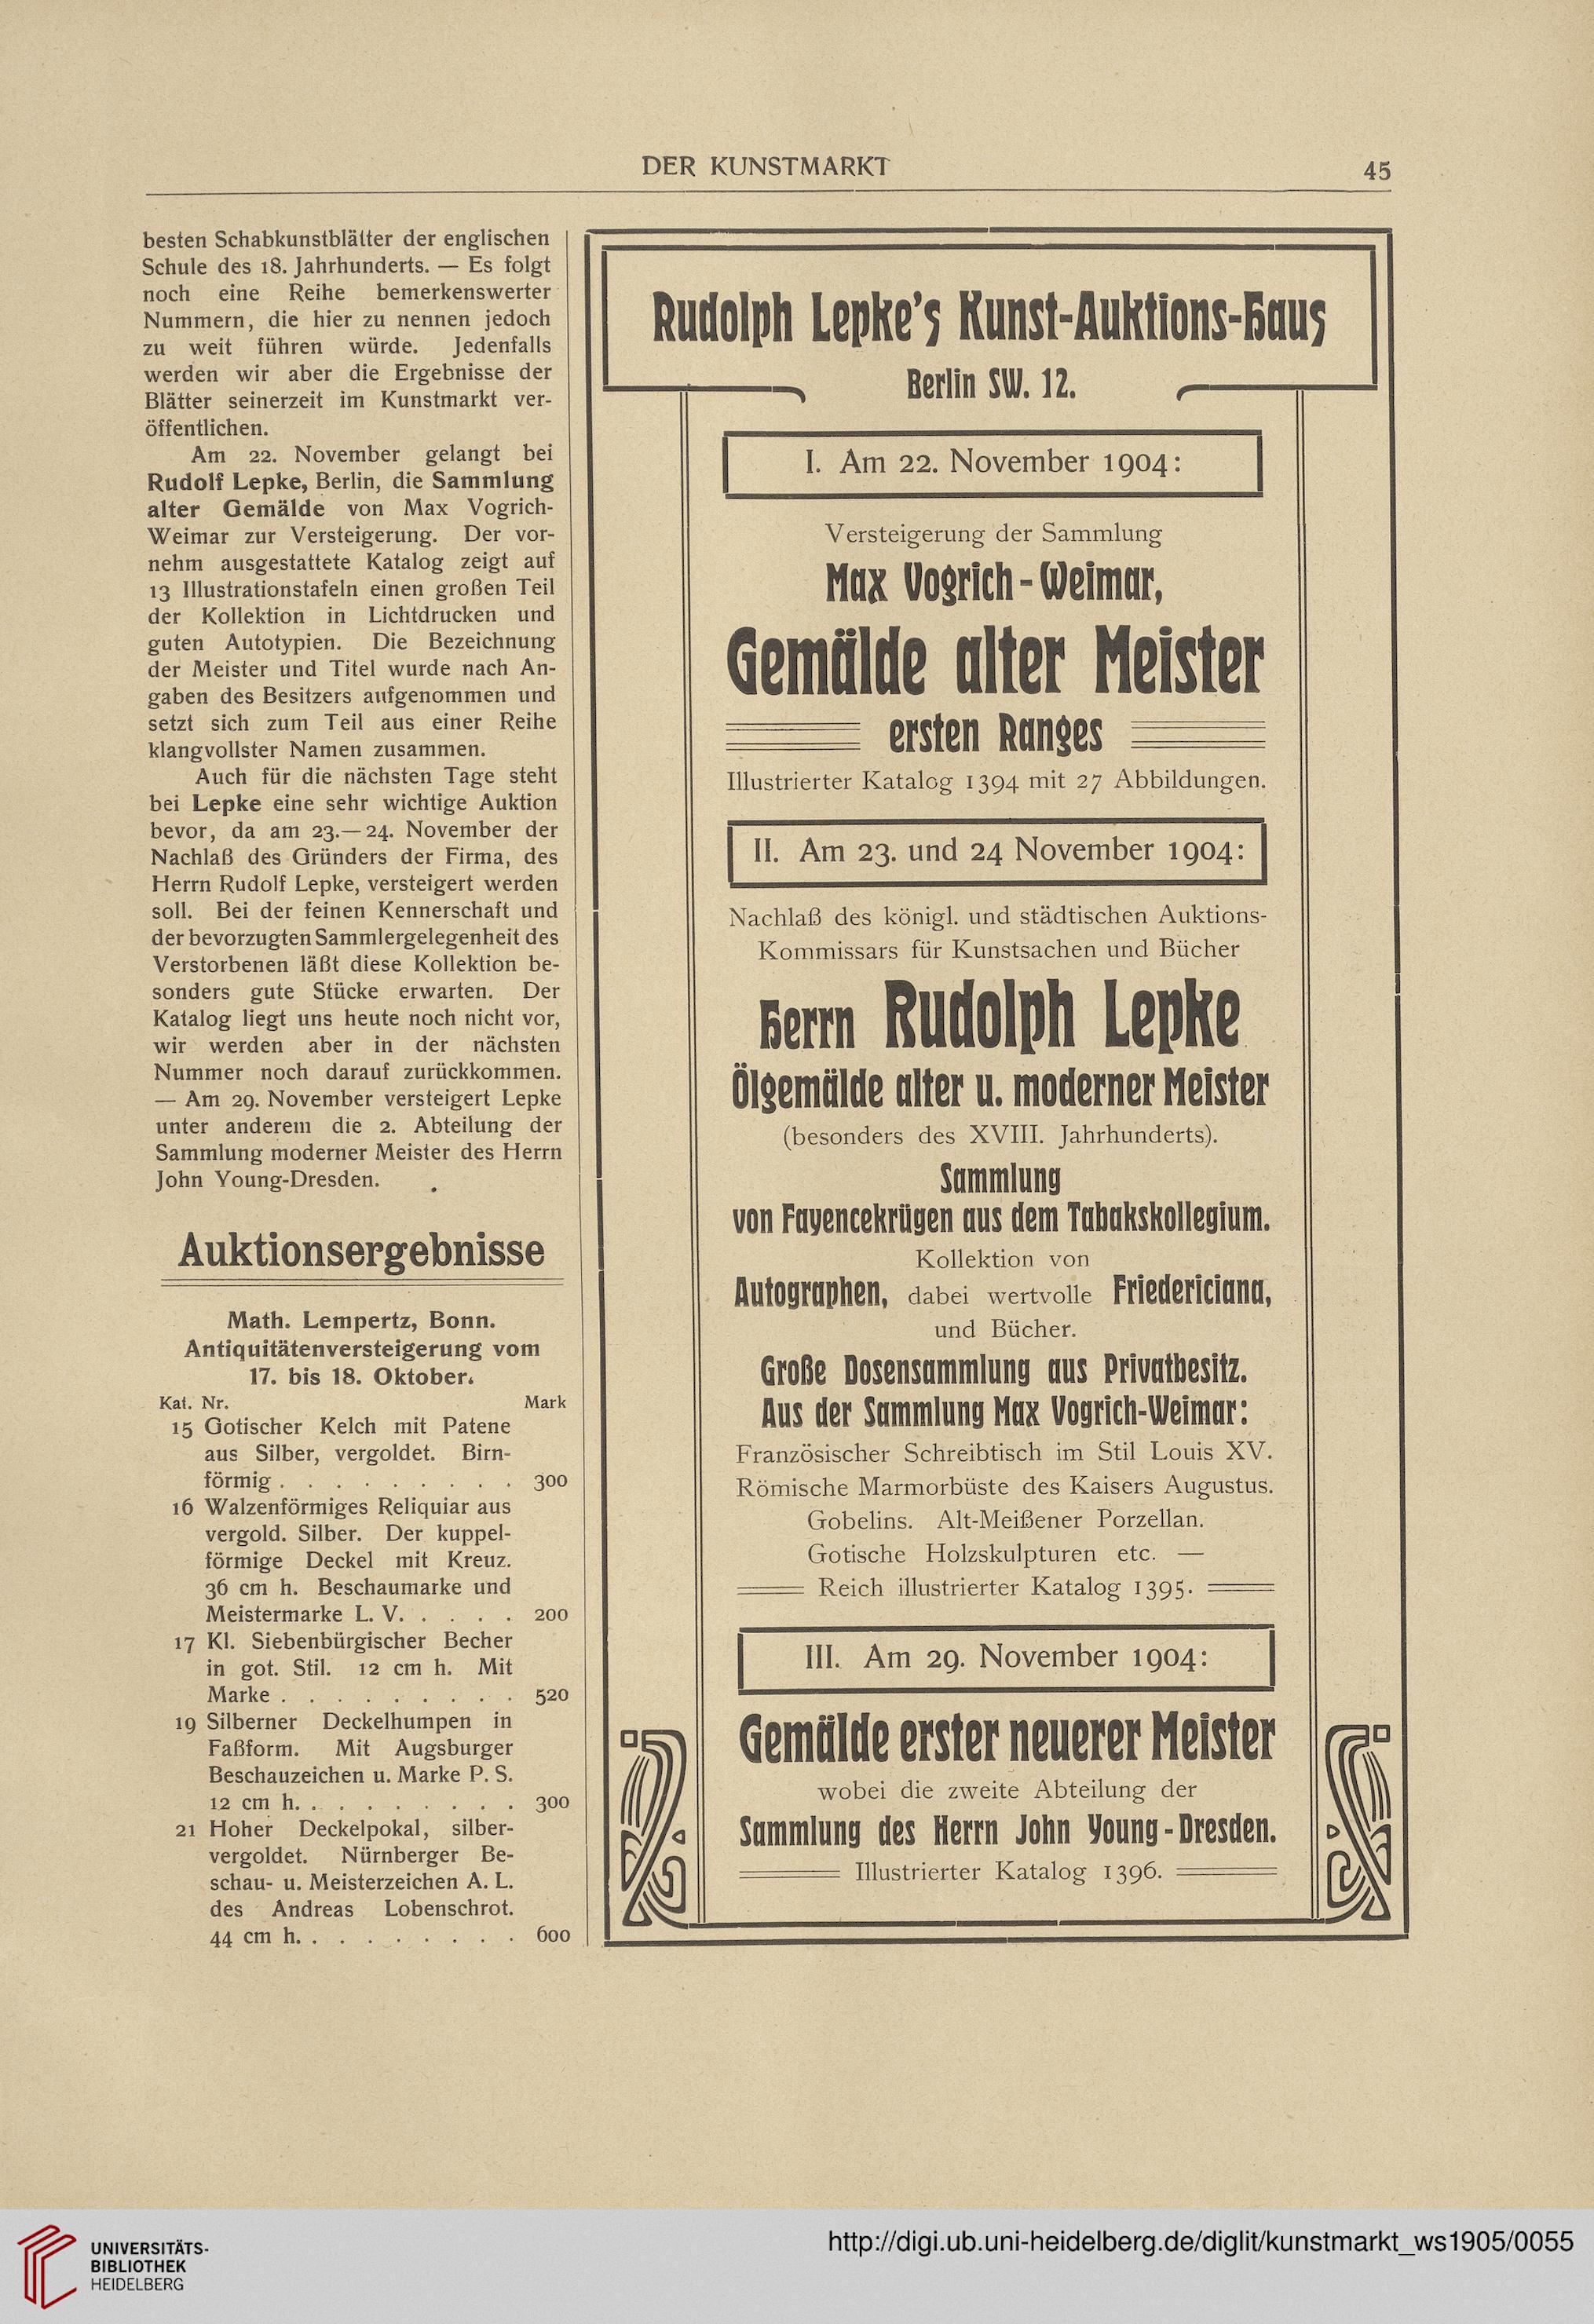 DER KUNSTMARKT
45
besten Schabkunstblätter der englischen
Schule des 18. Jahrhunderts. — Es folgt
noch eine Reihe bemerkenswerter
Nummern, die hier zu nennen jedoch
zu weit führen würde. Jedenfalls
werden wir aber die Ergebnisse der
Blätter seinerzeit im Kunstmarkt ver-
öffentlichen.
Am 22. November gelangt bei
Rudolf Lepke, Berlin, die Sammlung
alter Gemälde von Max Vogrich-
Weimar zur Versteigerung. Der vor-
nehm ausgestattete Katalog zeigt auf
13 Illustrationstafeln einen großen Teil
der Kollektion in Lichtdrucken und
guten Autotypien. Die Bezeichnung
der Meister und Titel wurde nach An-
gaben des Besitzers aufgenommen und
setzt sich zum Teil aus einer Reihe
klangvollster Namen zusammen.
Auch für die nächsten Tage steht
bei Lepke eine sehr wichtige Auktion
bevor, da am 23.—24. November der
Nachlaß des Gründers der Firma, des
Herrn Rudolf Lepke, versteigert werden
soll. Bei der feinen Kennerschaft und
der bevorzugten Sammlergelegenheit des
Verstorbenen läßt diese Kollektion be-
sonders gute Stücke erwarten. Der
Katalog liegt uns heute noch nicht vor,
wir werden aber in der nächsten
Nummer noch darauf zurückkommen.
— Am 29. November versteigert Lepke
unter anderem die 2. Abteilung der
Sammlung moderner Meister des Herrn
John Young-Dresden.
Auktionsergebnisse
Math. Lempertz, Bonn.
Antiquitätenversteigerung vom
17. bis 18. Oktober.
Kat. Nr. Mark
15 Gotischer Kelch mit Patene
aus Silber, vergoldet. Birn-
förmig . . . . . . . . . 300
16 Walzenförmiges Reliquiar aus
vergold. Silber. Der kuppel-
förmige Deckel mit Kreuz.
36 cm h. Beschaumarke und
Meistermarke L. V. . . . . 200
17 Kl. Siebenbürgischer Becher
in got. Stil. 12 cm h. Mit
Marke . . . . . . . . . 520
19 Silberner Deckelhumpen in
Faßform. Mit Augsburger
Beschauzeichen u. Marke P. S.
12 cm h. . . . . . . . . 300
21 Hoher Deckelpokal, silber-
vergoldet. Nürnberger Be-
schau- u. Meisterzeichen A. L.
des Andreas Lobenschrot.
44 cm h. . . . . . . . . 600
Rudolph Lepke's Kunst-Auktions-Haus
Berlin SW. 12.
I. Am 22. November 1904:
Versteigerung der Sammlung
Max Vogrich-Weimar,
Gemälde alter Meister
ersten Ranges
Illustrierter Katalog 1394 mit 27 Abbildungen.
II. Am 23. und 24 November 1904:
Nachlaß des königl. und städtischen Auktions-
Kommissars für Kunstsachen und Bücher
Herrn Rudolph Lepke
Ölgemälde alter u. moderner Meister
(besonders des XVIII. Jahrhunderts).
Sammlung
von Fayencekrügen aus dem Tabakskollegium.
Kollektion von
Autographen, dabei wertvolle Friedericiana,
und Bücher.
Große Dosensammlung aus Privatbesitz.
Aus der Sammlung Max Vogrich-Weimar:
Französischer Schreibtisch im Stil Louis XV.
Römische Marmorbüste des Kaisers Augustus.
Gobelins. Alt-Meißener Porzellan.
Gotische Holzskulpturen etc. —
Reich illustrierter Katalog 1395.
III. Am 29. November 1904:
Gemälde erster neuerer Meister
wobei die zweite Abteilung der
Sammlung des Herrn John Young-Dresden.
Illustrierter Katalog 1396.
UNIVERSITÄTS-
BIBLIOTHEK
HEIDELBERG
http://digi.ub.uni-heidelberg.de/diglit/kunstmarkt_ws1905/0055